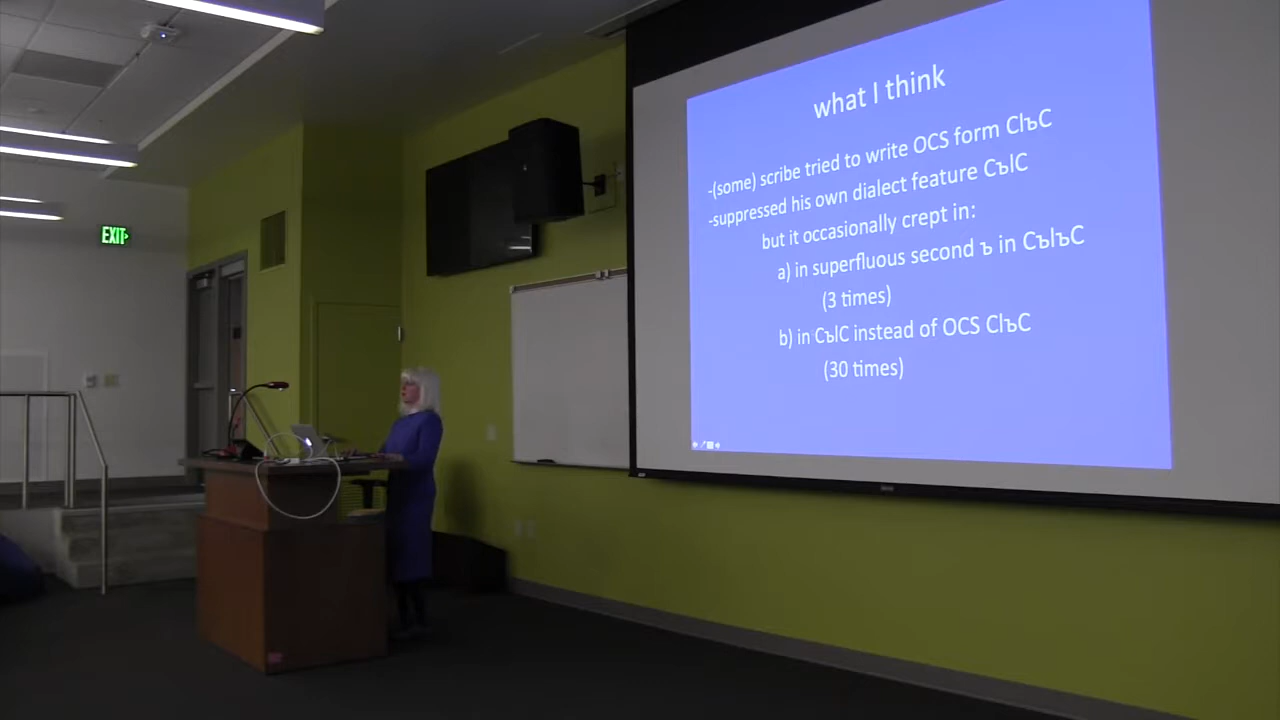 EXIT
what I think
-(some) scribe tried to write OCS form ClъC
-suppressed his own dialect feature CъlC
but it occasionally crept in:
a) in superfluous second ъ in CъlъC
(3 times)
b) in CъlC instead of OCS ClъC
(30 times)